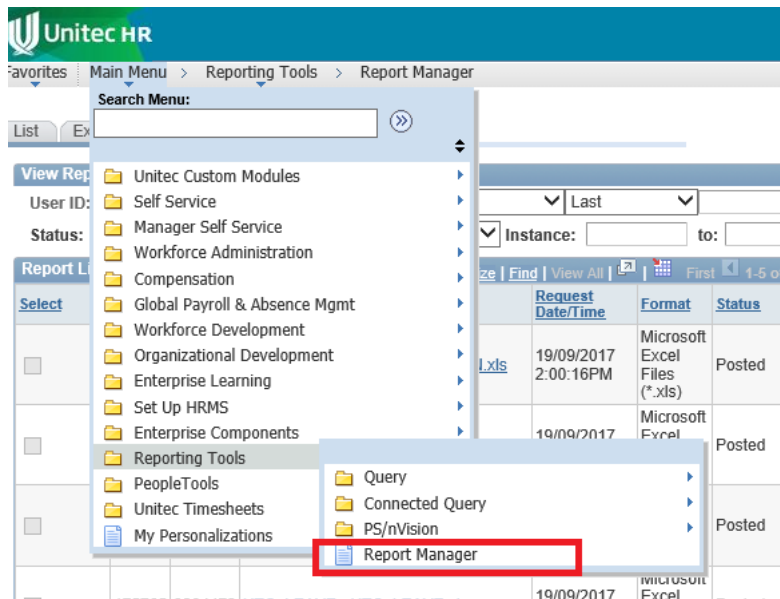 Unitec HR
Favorites Main Menu > Reporting Tools > Report Manager
Search Menu:
List
View Rep
User ID: Last
Status: Instance: to:
Report Li Find | View All | First 1-5 o
Select Request Date/Time Format Status
Unitec Custom Modules
Self Service
Manager Self Service
Workforce Administration
Compensation
Global Payroll & Absence Mgmt
Workforce Development
Organizational Development
Enterprise Learning
Set Up HRMS
Enterprise Components
Reporting Tools
PeopleTools
Unitec Timesheets
My Personalizations
Query
Connected Query
PS/nVision
Report Manager
.xls 19/09/2017 2:00:16PM Microsoft Excel Files (*.xls) Posted
19/09/2017 Microsoft Excel Posted
Posted
19/09/2017 Microsoft Excel